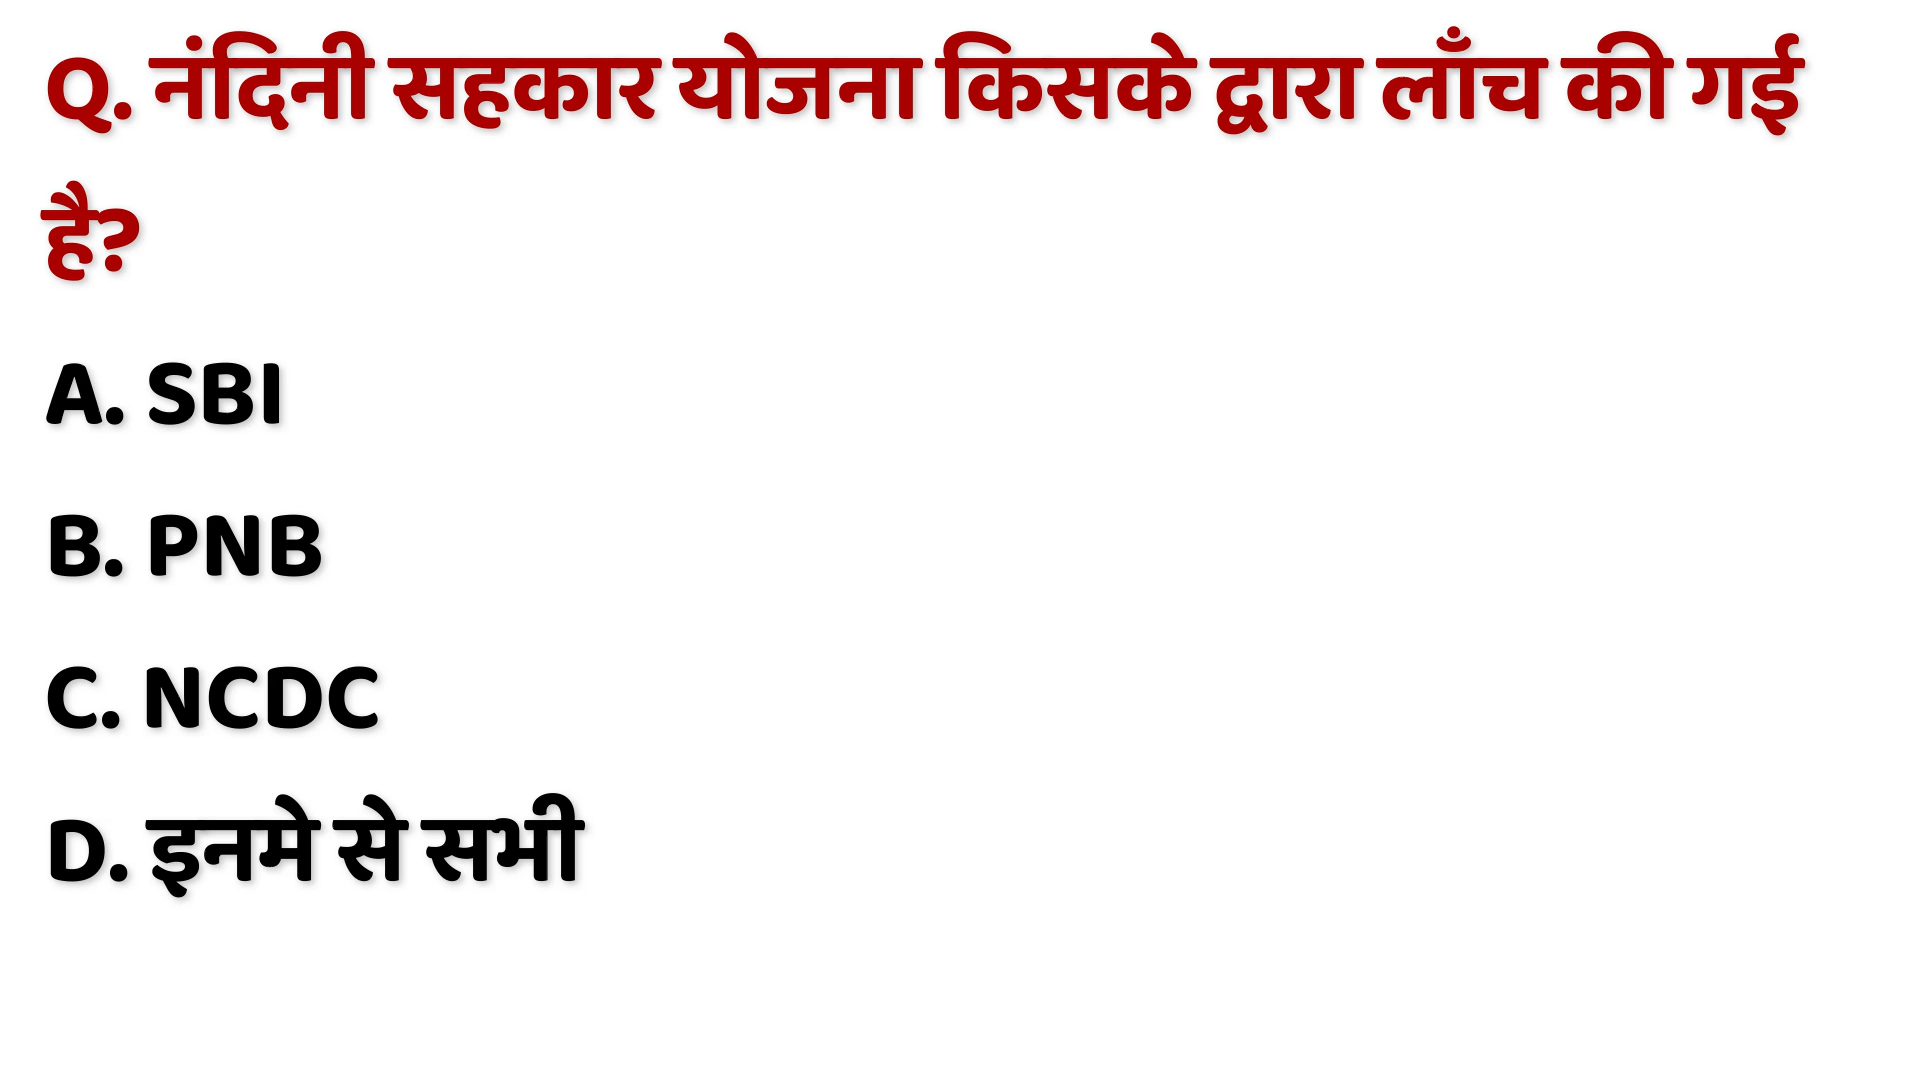 Q. नंदिनी सहकार योजना किसके द्वारा लाँच की गई
है?
A. SBI
B. PNB
C. NCDC
D. इनमे से सभी